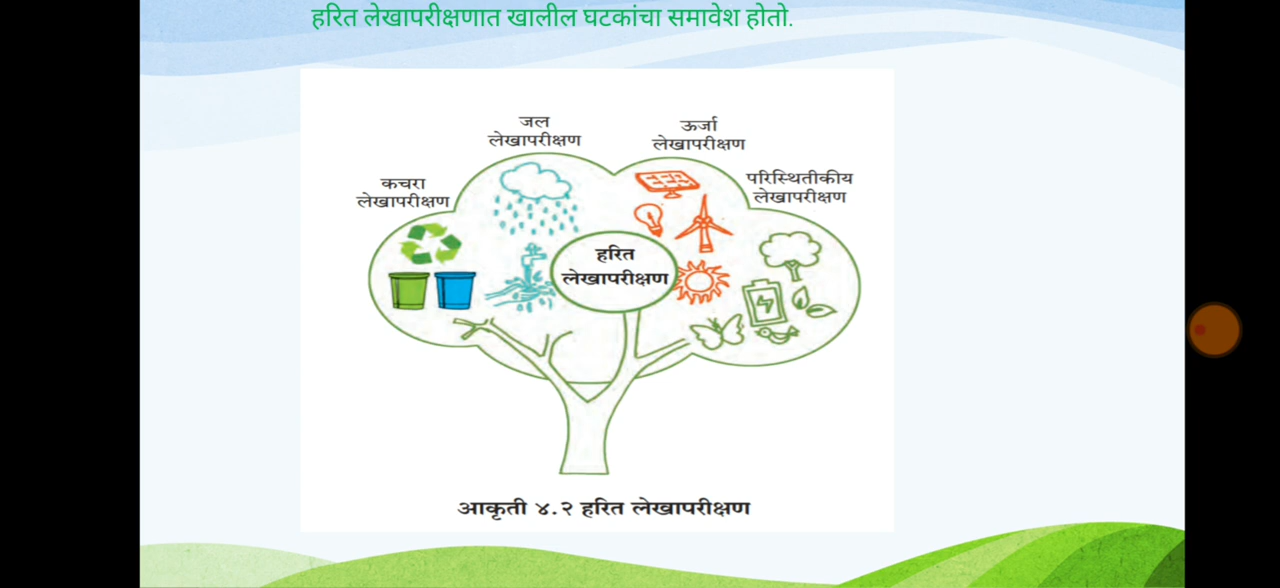 हरित लेखापरीक्षणात खालील घटकांचा समावेश होतो.
जल
लेखापरीक्षण
ऊर्जा
लेखापरीक्षण
कचरा
लेखापरीक्षण
परिस्थितीकीय
लेखापरीक्षण
हरित
लेखापरीक्षण
आकृती ४.२ हरित लेखापरीक्षण